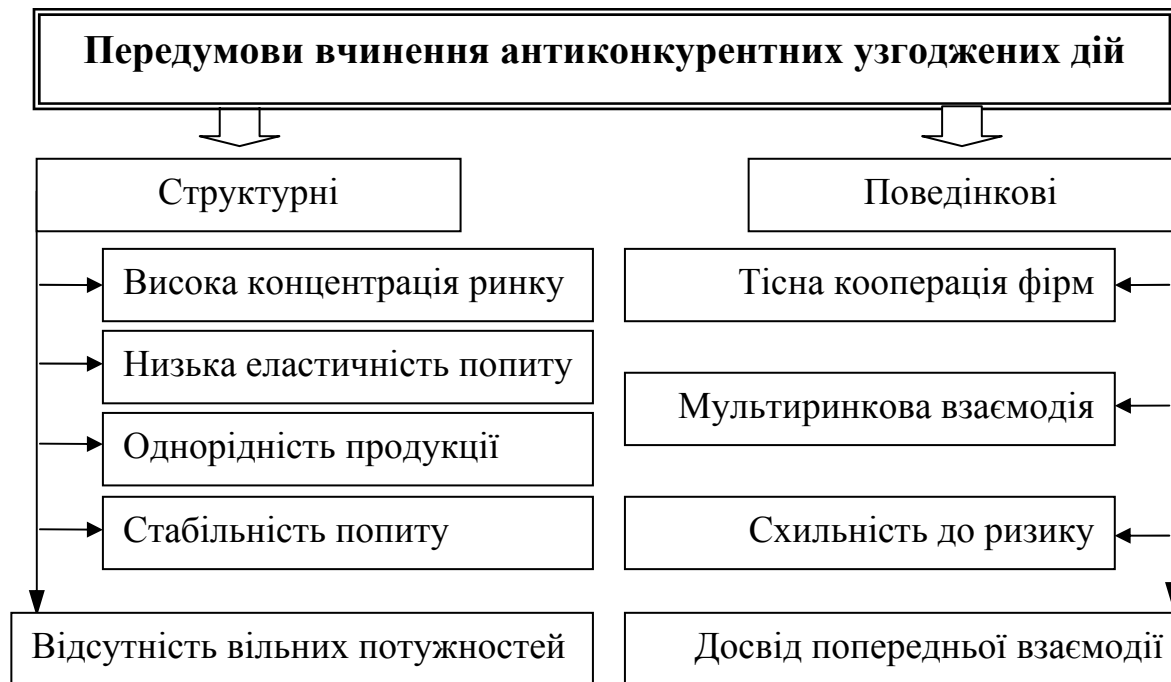 Передумови вчинення антиконкурентних узгоджених дій
Структурні
Поведінкові
Висока концентрація ринку
Тісна кооперація фірм
Низька еластичність попиту
Мультиринкова взаємодія
Однорідність продукції
Стабільність попиту
Схильність до ризику
Відсутність вільних потужностей
Досвід попередньої взаємодії